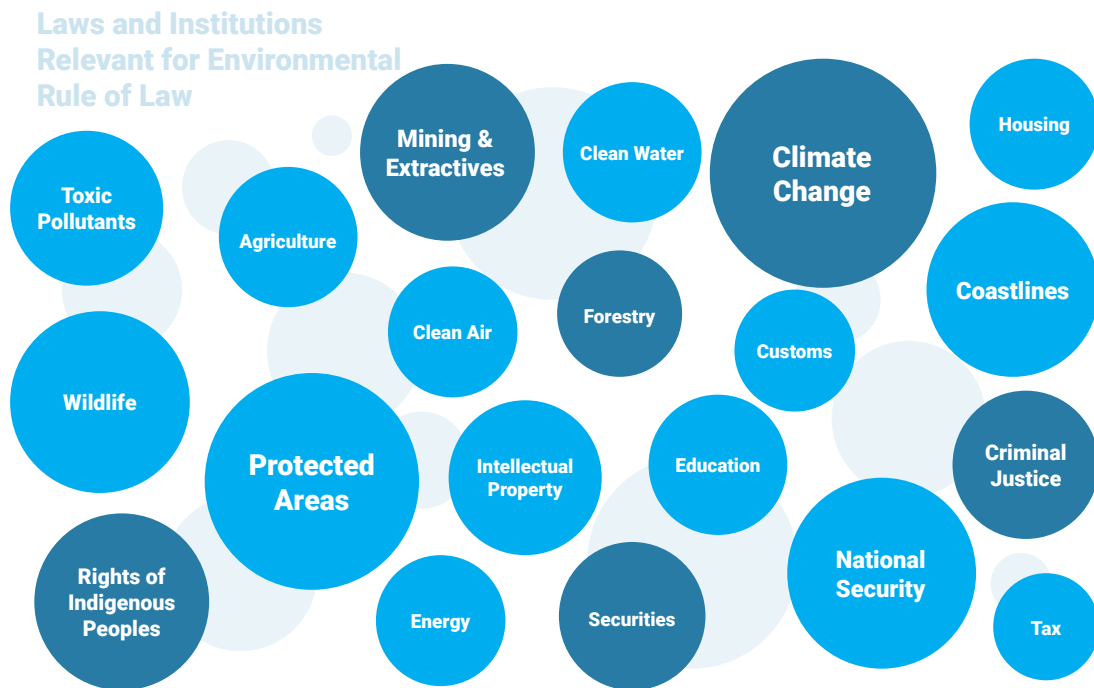 Laws and Institutions
Relevant for Environmental
Rule of Law
Mining &
Extractives
Clean Water
Climate
Change
Housing
Toxic
Pollutants
Agriculture
Coastlines
Clean Air
Forestry
Customs
Wildlife
Protected
Areas
Intellectual
Property
Education
Criminal
Justice
National
Security
Rights of
Indigenous
Peoples
Energy
Securities
Tax